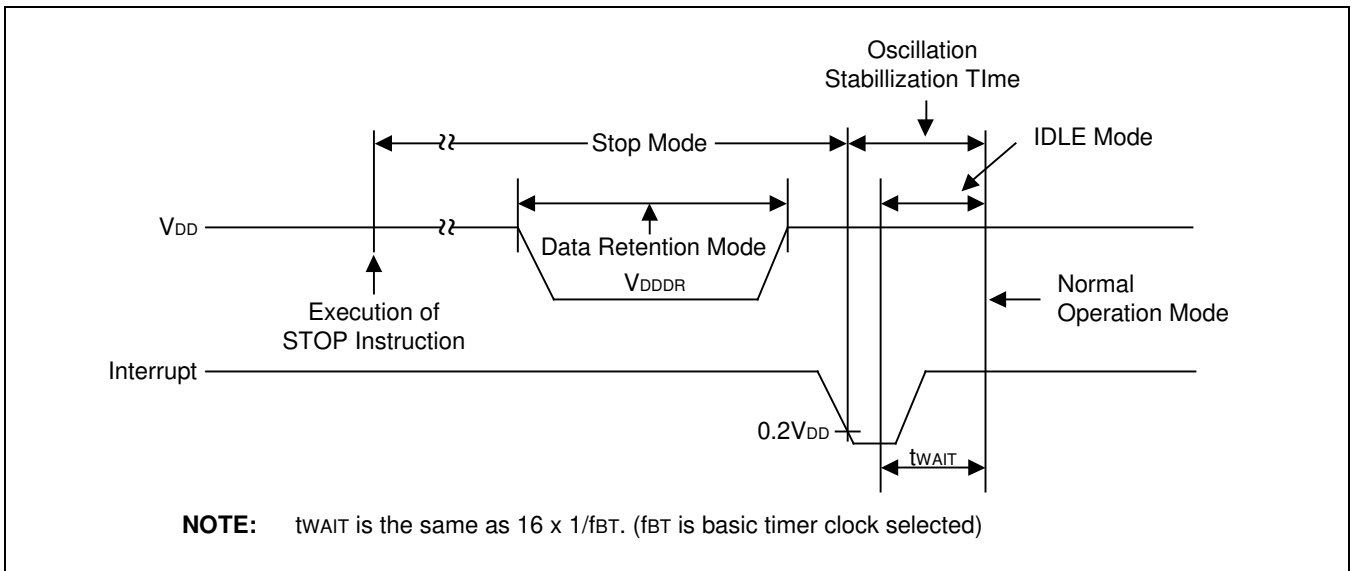 Oscillation
Stabillization TIme
IDLE Mode
Stop Mode
VDD
Data Retention Mode
VDDDR
Execution of
STOP Instruction
Normal
Operation Mode
Interrupt
0.2VDD
tWAIT
NOTE: tWAIT is the same as 16 x 1/fBT. (fBT is basic timer clock selected)